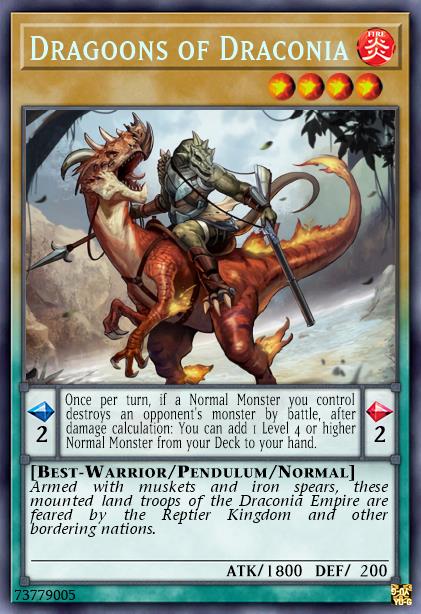 DRAGOONS OF DRACONIA
FIRE
炎
Once per turn, if a Normal Monster you control
destroys an opponent's monster by battle, after
damage calculation: You can add 1 Level 4 or higher
Normal Monster from your Deck to your hand.
2
2
[BEST-WARRIOR/PENDULUM/NORMAL]
Armed with muskets and iron spears, these
mounted land troops of the Draconia Empire are
feared by the Reptier Kingdom and other
bordering nations.
ATK/1800 DEF/ 200
73779005